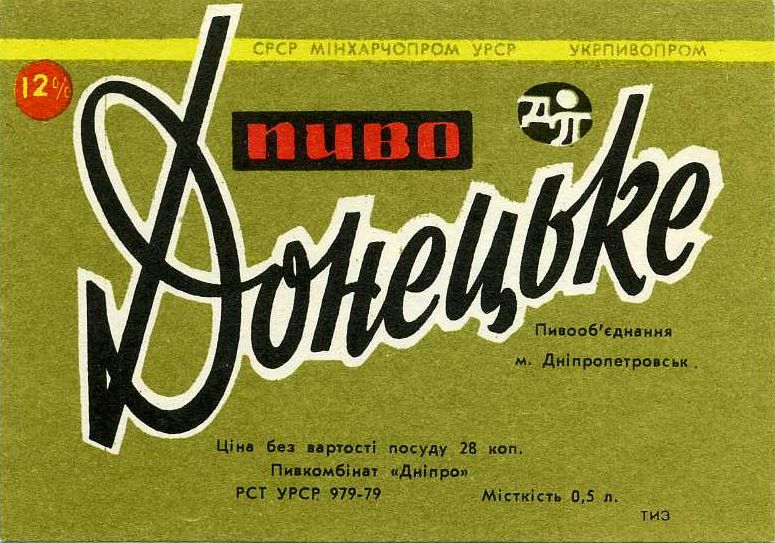 СРСР МІНХАРЧОПРОМ УРСР УКРПИВОПРОМ
12%
ПИВО
ДП
Донецьке
Пивооб'єднання
м. Дніпропетровськ.
Ціна без вартості посуду 28 коп.
Пивкомбінат «Дніпро»
РСТ УРСР 979-79 Місткість 0,5 л.
ТИЗ